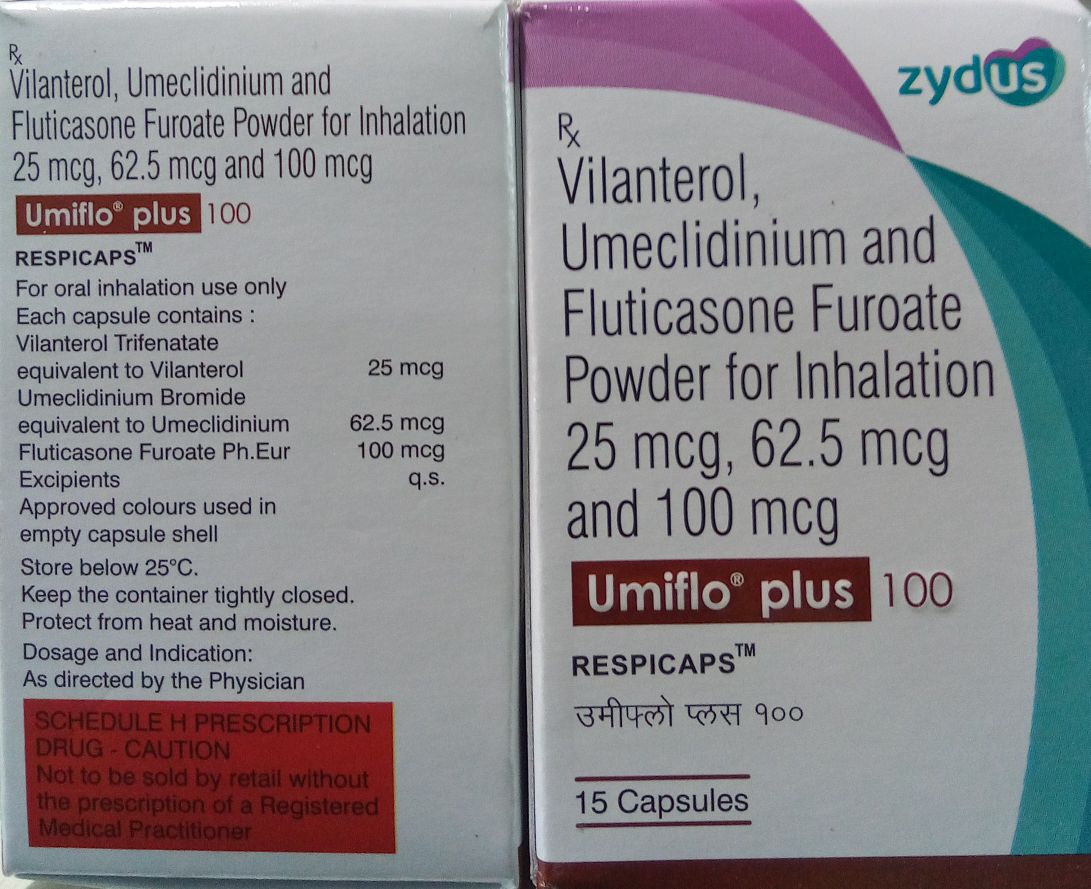 Rx
Vilanterol, Umeclidinium and
Fluticasone Furoate Powder for Inhalation
25 mcg, 62.5 mcg and 100 mcg
Umiflo® plus 100
RESPICAPS™
For oral inhalation use only
Each capsule contains :
Vilanterol Trifenatate
equivalent to Vilanterol 25 mcg
Umeclidinium Bromide
equivalent to Umeclidinium 62.5 mcg
Fluticasone Furoate Ph.Eur 100 mcg
Excipients q.s.
Approved colours used in
empty capsule shell
Store below 25°C.
Keep the container tightly closed.
Protect from heat and moisture.
Dosage and Indication:
As directed by the Physician
SCHEDULE H PRESCRIPTION
DRUG - CAUTION
Not to be sold by retail without
the prescription of a Registered
Medical Practitioner
zydus
Rx
Vilanterol,
Umeclidinium and
Fluticasone Furoate
Powder for Inhalation
25 mcg, 62.5 mcg
and 100 mcg
Umiflo® plus 100
RESPICAPS™
उमीफ्लो प्लस १००
15 Capsules